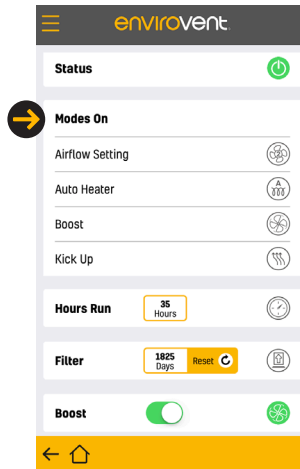 envirovent
Status
Modes On
Airflow Setting
Auto Heater
A
Boost
Kick Up
Hours Run 35 Hours
Filter 1825 Days Reset
Boost